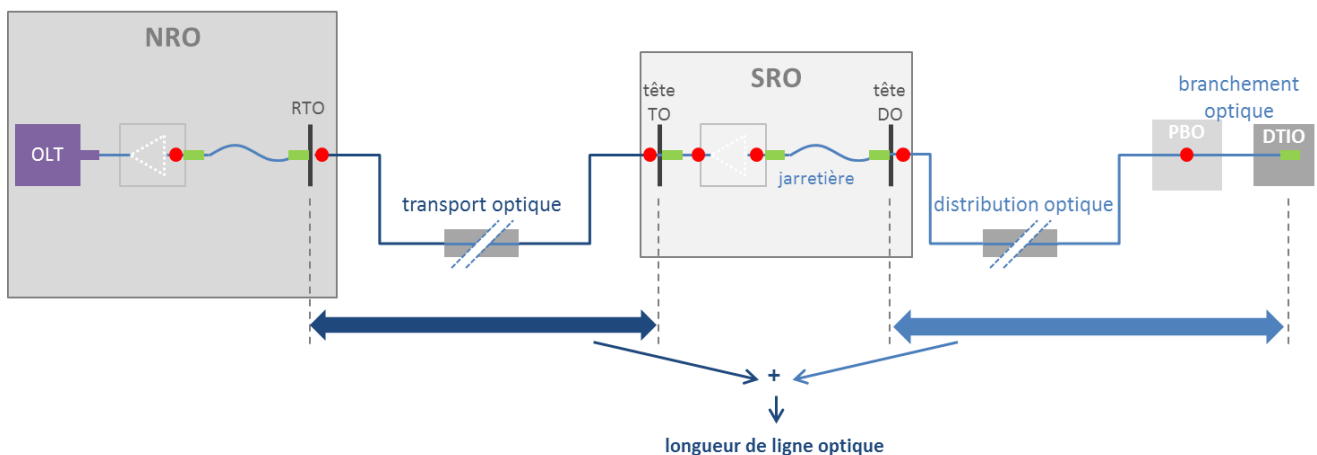 NRO
SRO
RTO
tête
TO
tête
DO
branchement
optique
OLT
PBO
DTIO
jarretière
transport optique
distribution optique
+
longueur de ligne optique